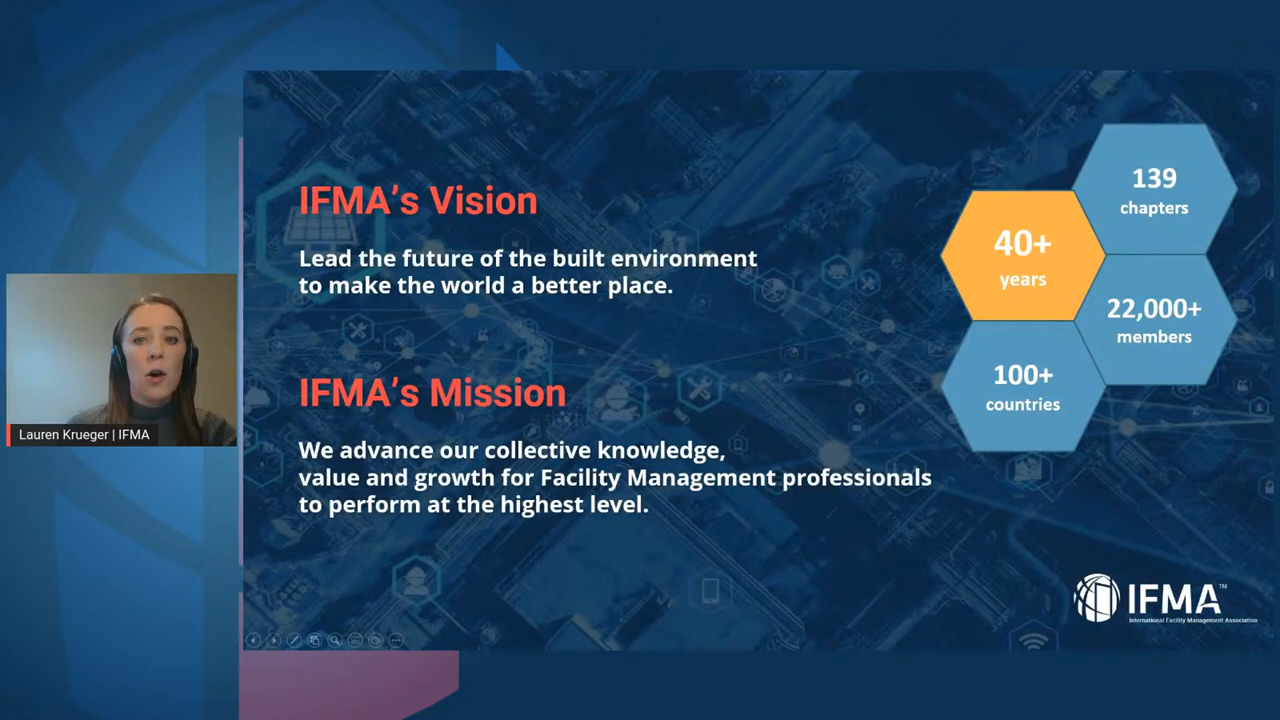 IFMA’s Vision
Lead the future of the built environment
to make the world a better place.
IFMA’s Mission
We advance our collective knowledge,
value and growth for Facility Management professionals
to perform at the highest level.
139
chapters
40+
years
22,000+
members
100+
countries
Lauren Krueger | IFMA
IFMA™
International Facility Management Association